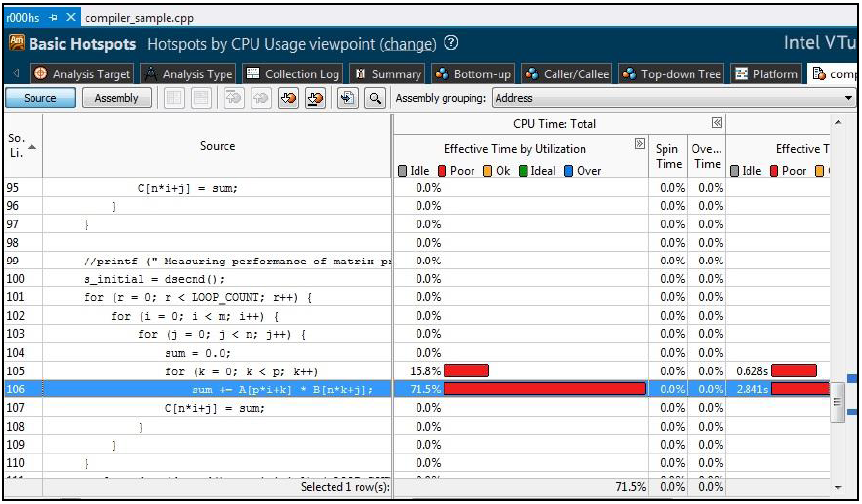 r000hs compiler_sample.cpp
Basic Hotspots Hotspots by CPU Usage viewpoint (change) Intel VTu
Analysis Target Analysis Type Collection Log Summary Bottom-up Caller/Callee Top-down Tree Platform comp
Source Assembly Assembly grouping: Address
CPU Time: Total
So. Li. Source Effective Time by Utilization Spin Time Ove... Time Effective T
Idle Poor Ok Ideal Over Idle Poor
95 C[n*i+j] = sum; 0.0% 0.0% 0.0%
96 } 0.0% 0.0% 0.0%
97 } 0.0% 0.0% 0.0%
98 0.0% 0.0% 0.0%
99 //printf (" Measuring performance of matrix p 0.0% 0.0% 0.0%
100 s_initial = dsecnd(); 0.0% 0.0% 0.0%
101 for (r = 0; r < LOOP_COUNT; r++) { 0.0% 0.0% 0.0%
102 for (i = 0; i < m; i++) { 0.0% 0.0% 0.0%
103 for (j = 0; j < n; j++) { 0.0% 0.0% 0.0%
104 sum = 0.0; 0.0% 0.0% 0.0%
105 for (k = 0; k < p; k++) 15.8% 0.0% 0.0% 0.628s
106 sum += A[p*i+k] * B[n*k+j]; 71.5% 0.0% 0.0% 2.841s
107 C[n*i+j] = sum; 0.0% 0.0% 0.0%
108 } 0.0% 0.0% 0.0%
109 } 0.0% 0.0% 0.0%
110 } 0.0% 0.0% 0.0%
Selected 1 row(s): 71.5% 0.0% 0.0%